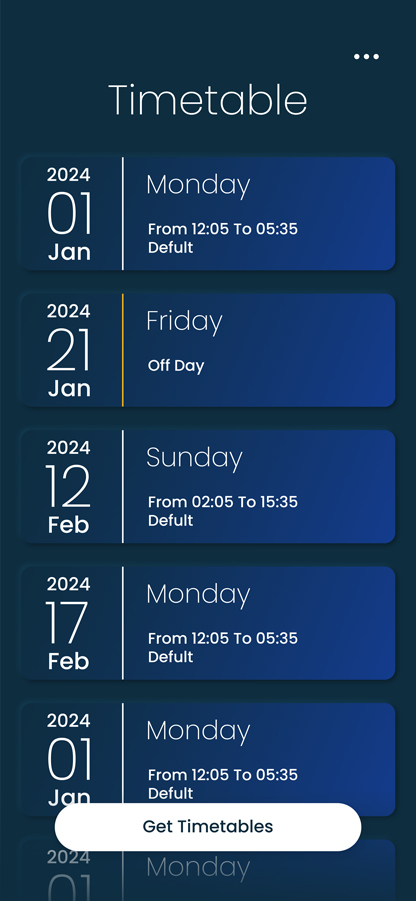 Timetable
2024
01
Jan
Monday
From 12:05 To 05:35
Defult
2024
21
Jan
Friday
Off Day
2024
12
Feb
Sunday
From 02:05 To 15:35
Defult
2024
17
Feb
Monday
From 12:05 To 05:35
Defult
2024
01
Jan
Monday
From 12:05 To 05:35
Defult
Get Timetables
2024
01
Monday